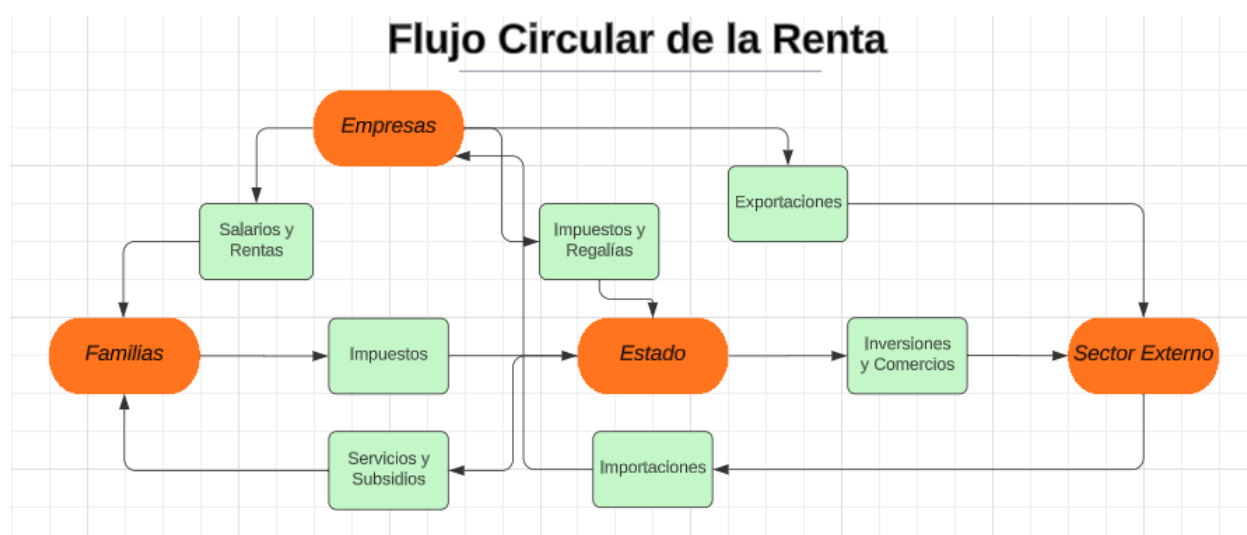 Flujo Circular de la Renta
Empresas
Exportaciones
Salarios y
Rentas
Impuestos y
Regalías
Familias
Impuestos
Estado
Inversiones
y Comercios
Sector Externo
Servicios y
Subsidios
Importaciones